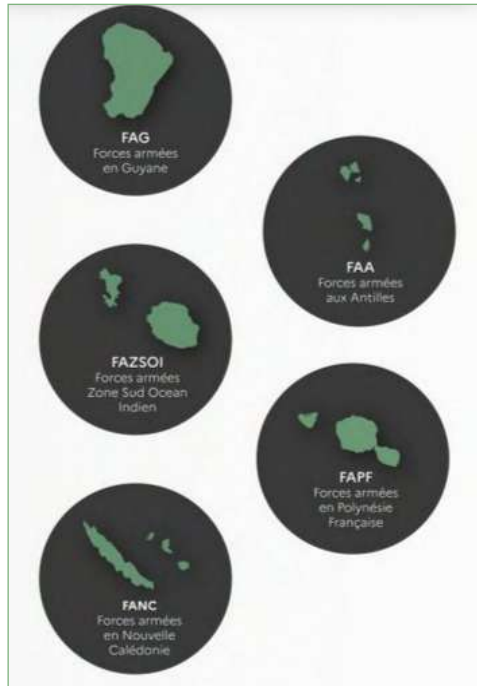 FAG
Forces armées
en Guyane
FAA
Forces armées
aux Antilles
FAZSOI
Forces armées
Zone Sud Ocean
Indien
FAPF
Forces armées
en Polynésie
Française
FANC
Forces armées
en Nouvelle
Calédonie